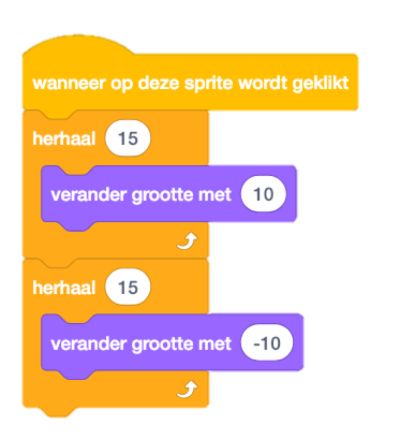 wanneer op deze sprite wordt geklikt
herhaal 15
verander grootte met 10
herhaal 15
verander grootte met -10